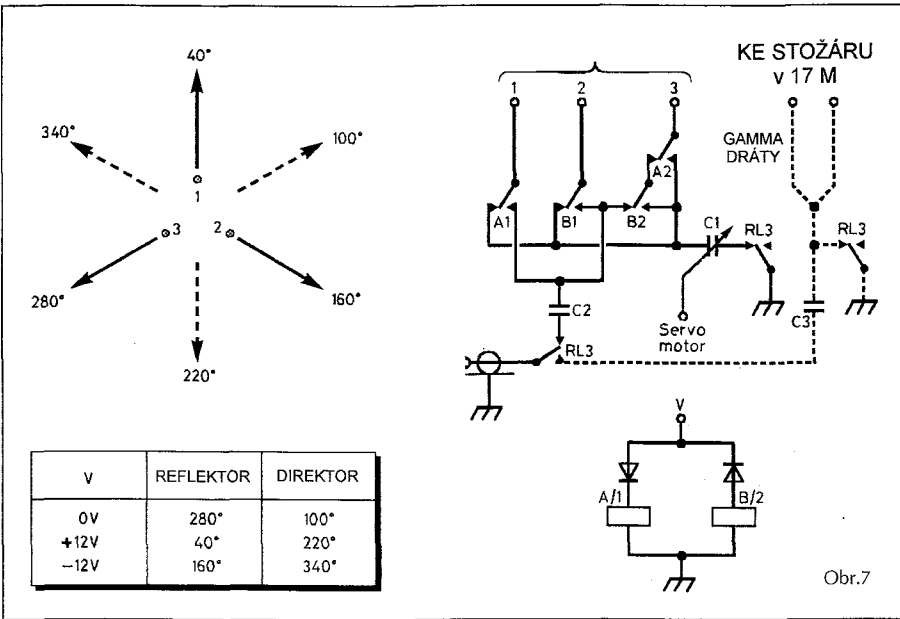 40°
340°
100°
1
3
2
280°
160°
220°
V REFLEKTOR DIREKTOR
0V 280° 100°
+12V 40° 220°
-12V 160° 340°
1 2 3
A2
A1 B1 B2
C1
RL3
C2
RL3
Servo
motor
KE STOŽÁRU
v 17 M
GAMMA
DRÁTY
RL3
C3
V
A/1 B/2
Obr.7